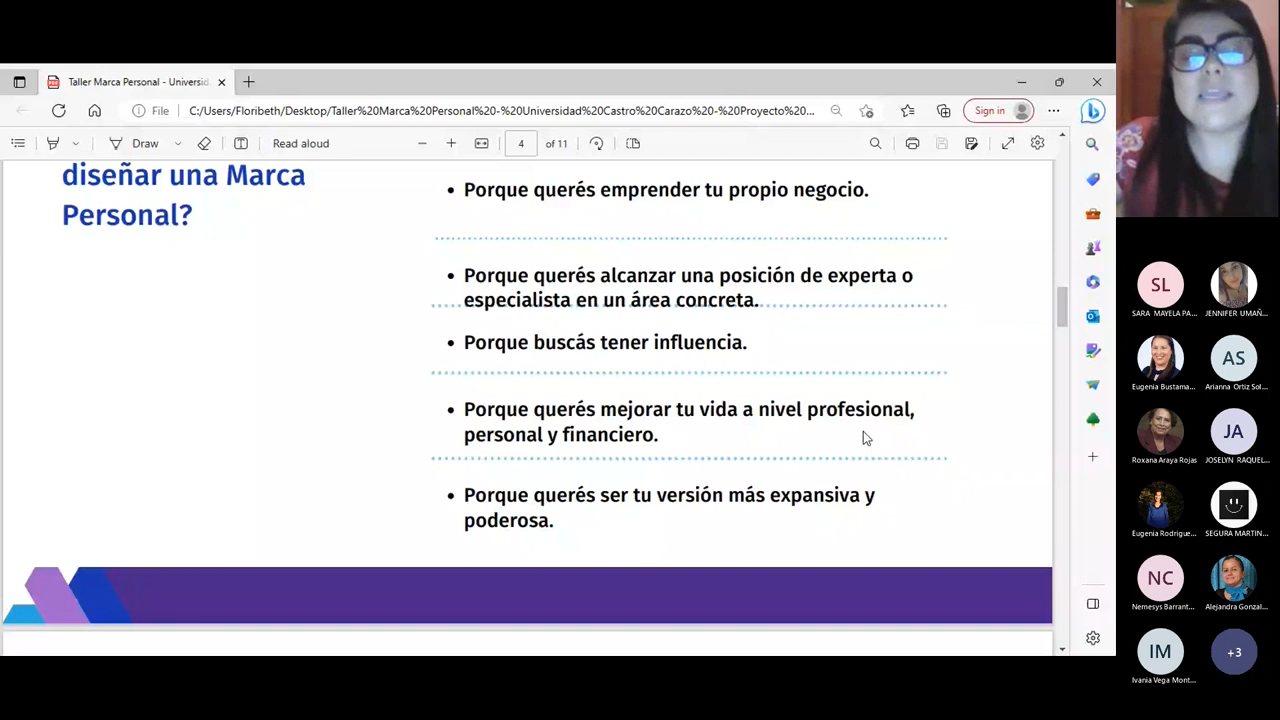 Taller Marca Personal - Universid
File
C:/Users/Floribeth/Desktop/Taller%20Marca%20Personal%20-%20Universidad%20Castro%20Carazo%20-%20Proyecto%20...
Sign in
Draw
Read aloud
4
of 11
diseñar una Marca
Personal?
• Porque querés emprender tu propio negocio.
• Porque querés alcanzar una posición de experta o
especialista en un área concreta.
• Porque buscás tener influencia.
• Porque querés mejorar tu vida a nivel profesional,
personal y financiero.
• Porque querés ser tu versión más expansiva y
poderosa.
SL
SARA MAYELA PA...
JENNIFER UMAÑ...
Eugenia Bustama...
AS
Arianna Ortiz Sol...
Roxana Araya Rojas
JA
JOSELYN RAQUEL...
Eugenia Rodrigue...
SEGURA MARTIN...
NC
Nemesys Barrant...
Alejandra Gonzal...
IM
Ivania Vega Mont...
+3